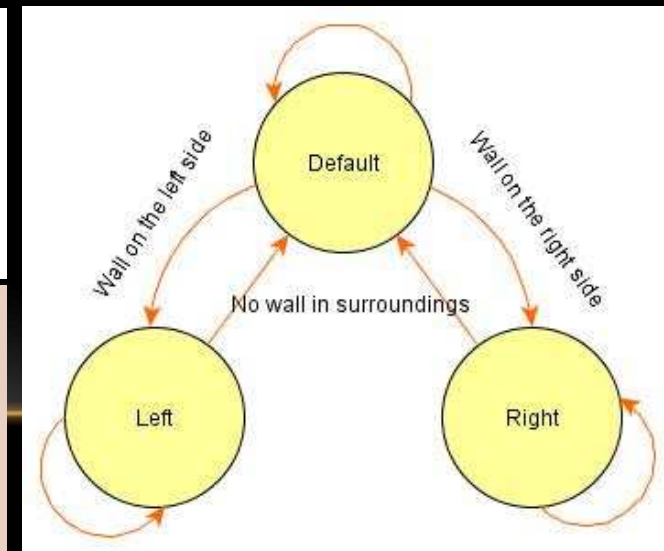 Default
Wall on the left side
Wall on the right side
No wall in surroundings
Left
Right